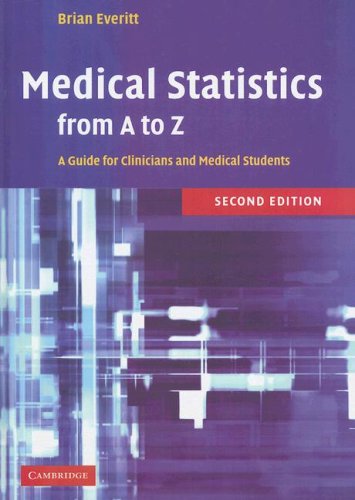 Brian Everitt
Medical Statistics
from A to Z
A Guide for Clinicians and Medical Students
SECOND EDITION
CAMBRIDGE